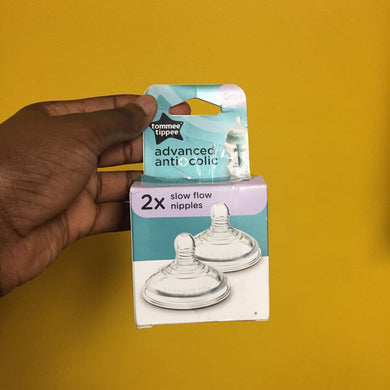 tommee
tippee
advanced
anti+colic
2x
slow flow
nipples